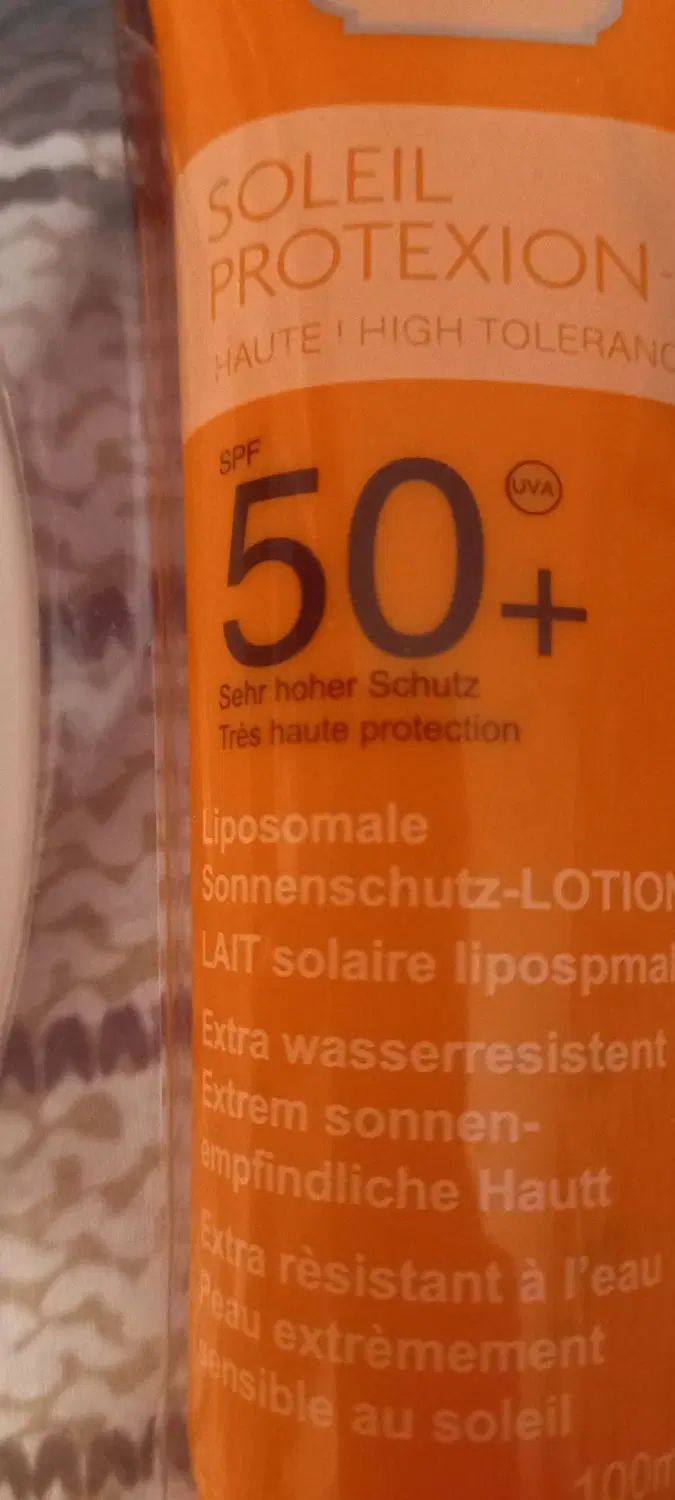 SOLEIL
PROTEXION-
HAUTE ! HIGH TOLERANC
SPF
50+
UVA
Sehr hoher Schutz
Très haute protection
Liposomale
Sonnenschutz-LOTION
LAIT solaire lipospmal
Extra wasserresistent
Extrem sonnen-
empfindliche Hautt
Extra rèsistant à l'eau
Peau extrèmement
sensible au soleil
100m